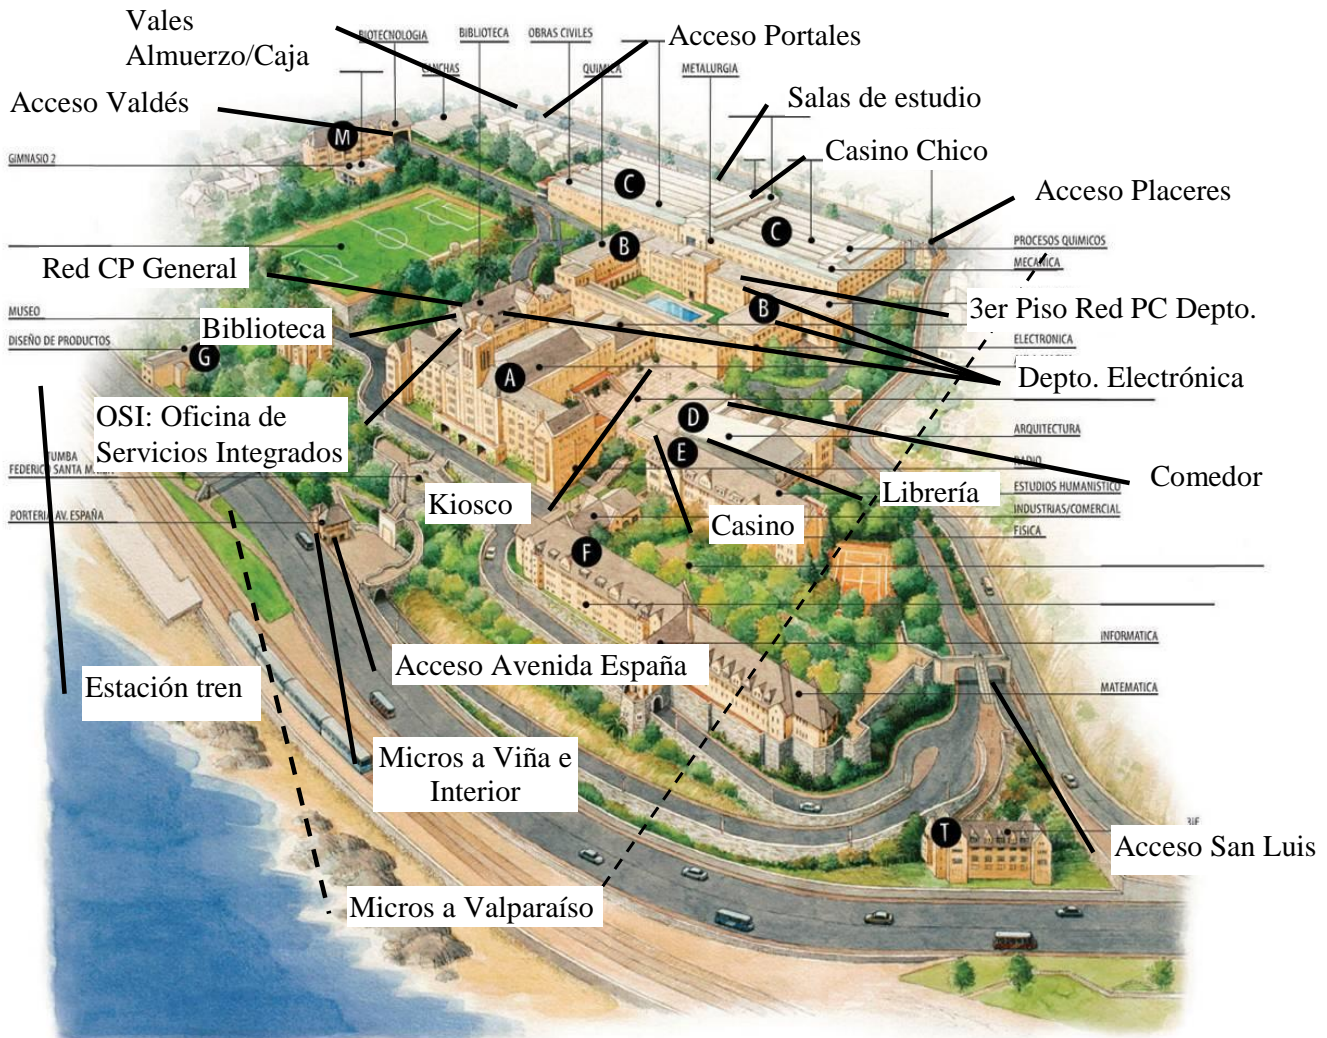 Vales
Almuerzo/Caja
BIOTECNOLOGIA
BIBLIOTECA
OBRAS CIVILES
Acceso Portales
CANCHAS
QUIMICA
METALURGIA
Acceso Valdés
Salas de estudio
M
GIMNASIO 2
Casino Chico
C
Acceso Placeres
C
B
PROCESOS QUIMICOS
Red CP General
MECANICA
MUSEO
Biblioteca
B
3er Piso Red PC Depto.
DISEÑO DE PRODUCTOS
G
ELECTRONICA
A
Depto. Electrónica
OSI: Oficina de
Servicios Integrados
D
ARQUITECTURA
TUMBA
E
RADIO
FEDERICO SANTA
Comedor
Kiosco
Librería
ESTUDIOS HUMANISTICO
PORTERIA AV. ESPAÑA
Casino
INDUSTRIAS/COMERCIAL
FISICA
F
INFORMATICA
Acceso Avenida España
Estación tren
MATEMATICA
Micros a Viña e
Interior
T
Acceso San Luis
Micros a Valparaíso